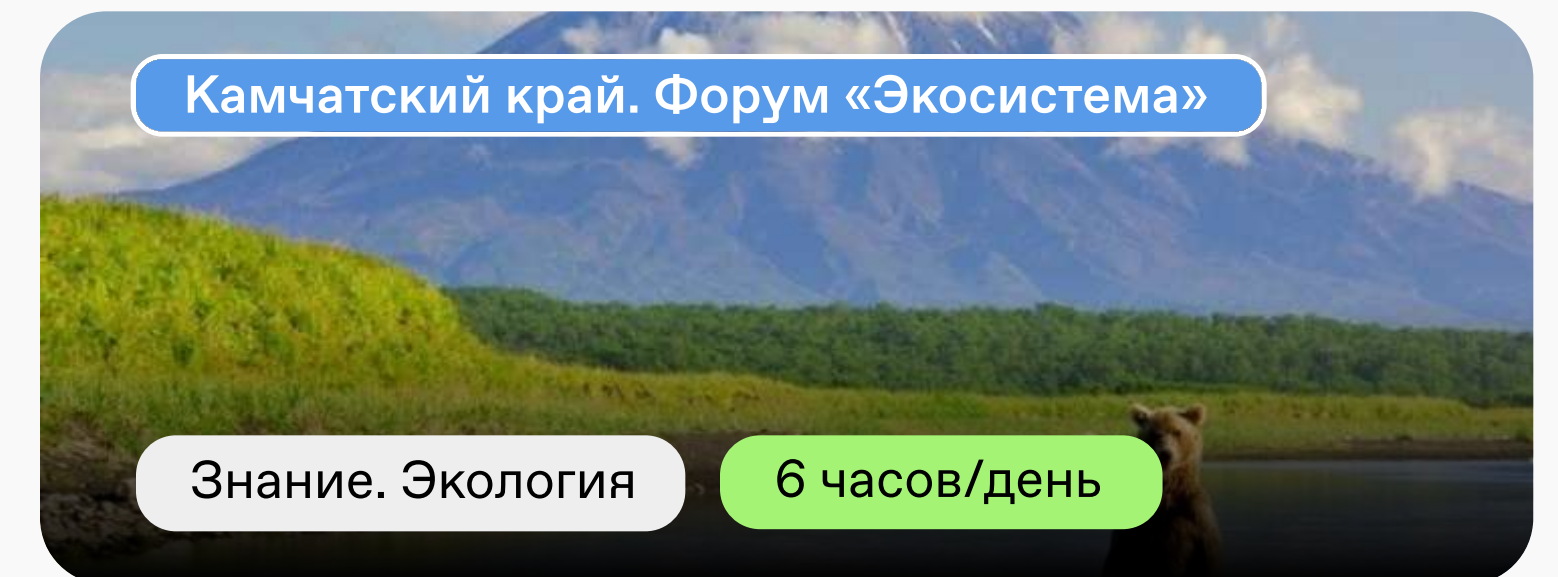 Камчатский край. Форум «Экосистема»
Знание. Экология
6 часов/день